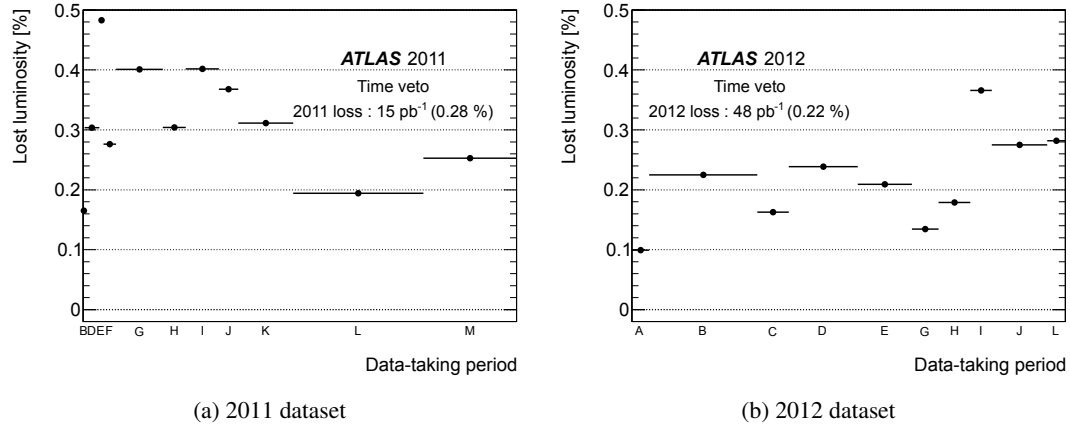 Lost luminosity [%]
0.5
0.4
0.3
0.2
0.1
0
ATLAS 2011
Time veto
2011 loss : 15 pb-1 (0.28 %)
B D E F G H I J K L M
Data-taking period
(a) 2011 dataset
Lost luminosity [%]
0.5
0.4
0.3
0.2
0.1
0
ATLAS 2012
Time veto
2012 loss : 48 pb-1 (0.22 %)
A B C D E G H I J L
Data-taking period
(b) 2012 dataset